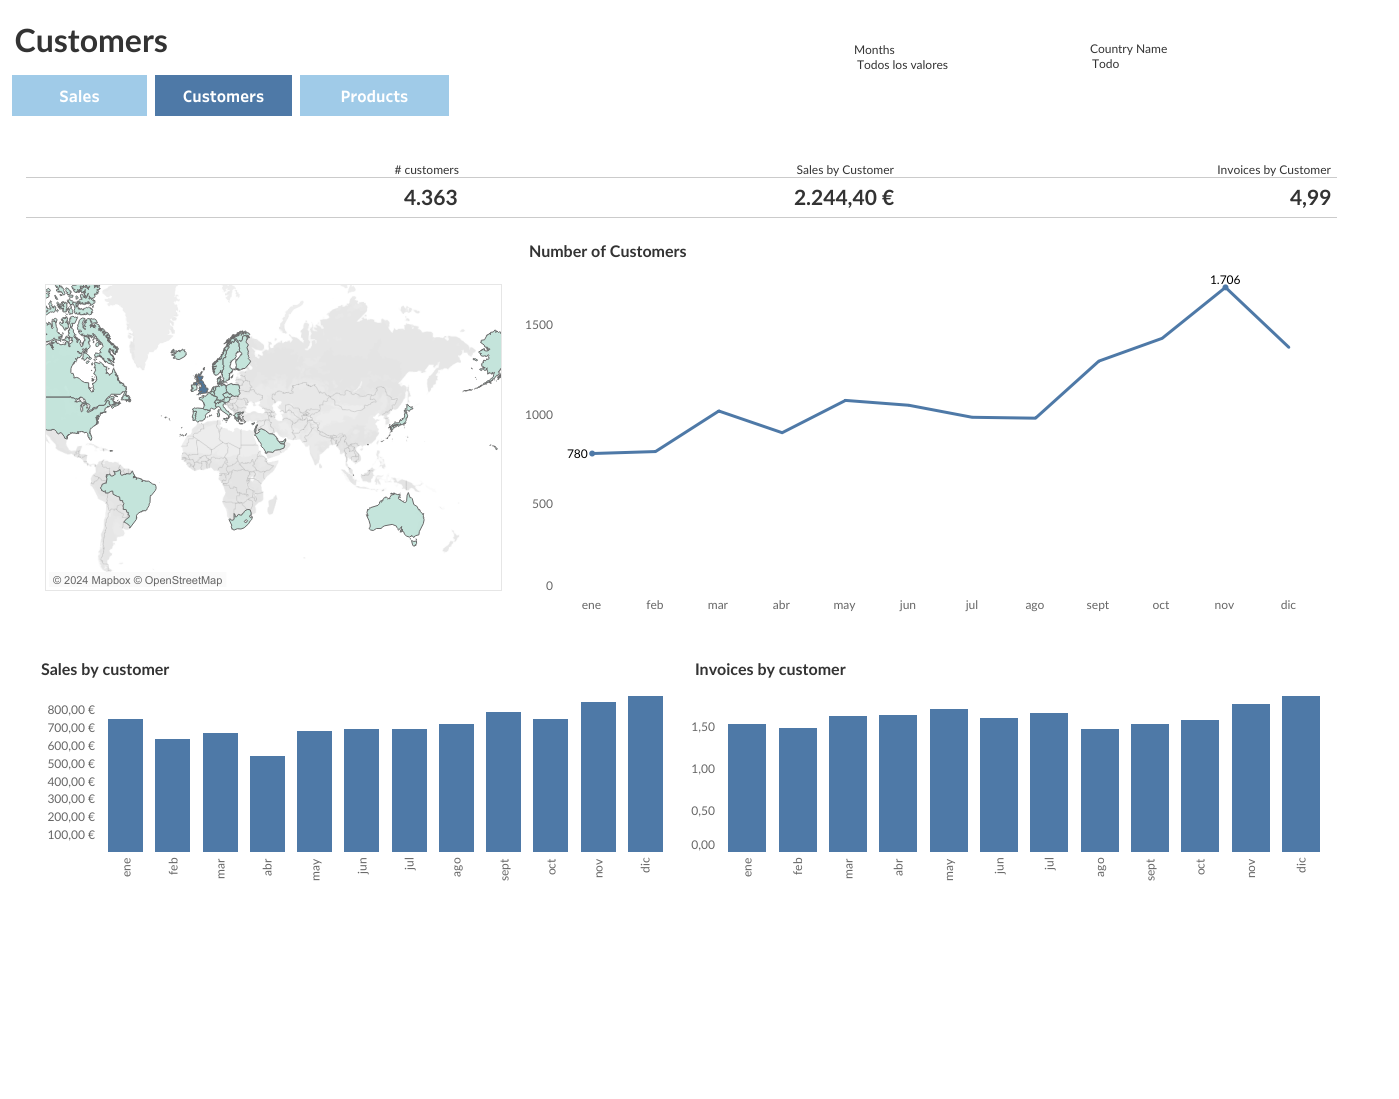 Customers
Months
Todos los valores
Country Name
Todo
Sales
Customers
Products
# customers
Sales by Customer
Invoices by Customer
4.363
2.244,40 €
4,99
Number of Customers
1500
1000
500
0
780
1.706
ene feb mar abr may jun jul ago sept oct nov dic
© 2024 Mapbox © OpenStreetMap
Sales by customer
800,00 €
700,00 €
600,00 €
500,00 €
400,00 €
300,00 €
200,00 €
100,00 €
ene feb mar abr may jun jul ago sept oct nov dic
Invoices by customer
1,50
1,00
0,50
0,00
ene feb mar abr may jun jul ago sept oct nov dic